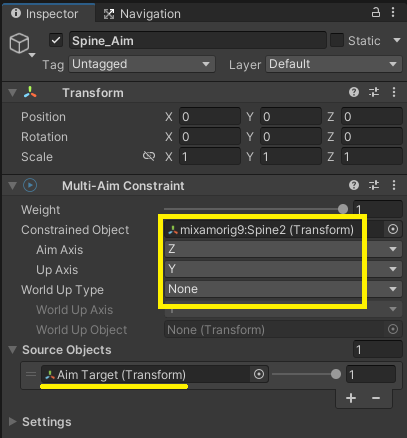 Inspector Navigation
Spine_Aim Static
Tag Untagged Layer Default
Transform
Position X 0 Y 0 Z 0
Rotation X 0 Y 0 Z 0
Scale X 1 Y 1 Z 1
Multi-Aim Constraint
Weight 1
Constrained Object mixamorig9:Spine2 (Transform)
Aim Axis Z
Up Axis Y
World Up Type None
World Up Axis
World Up Object None (Transform)
Source Objects 1
Aim Target (Transform) 1
Settings